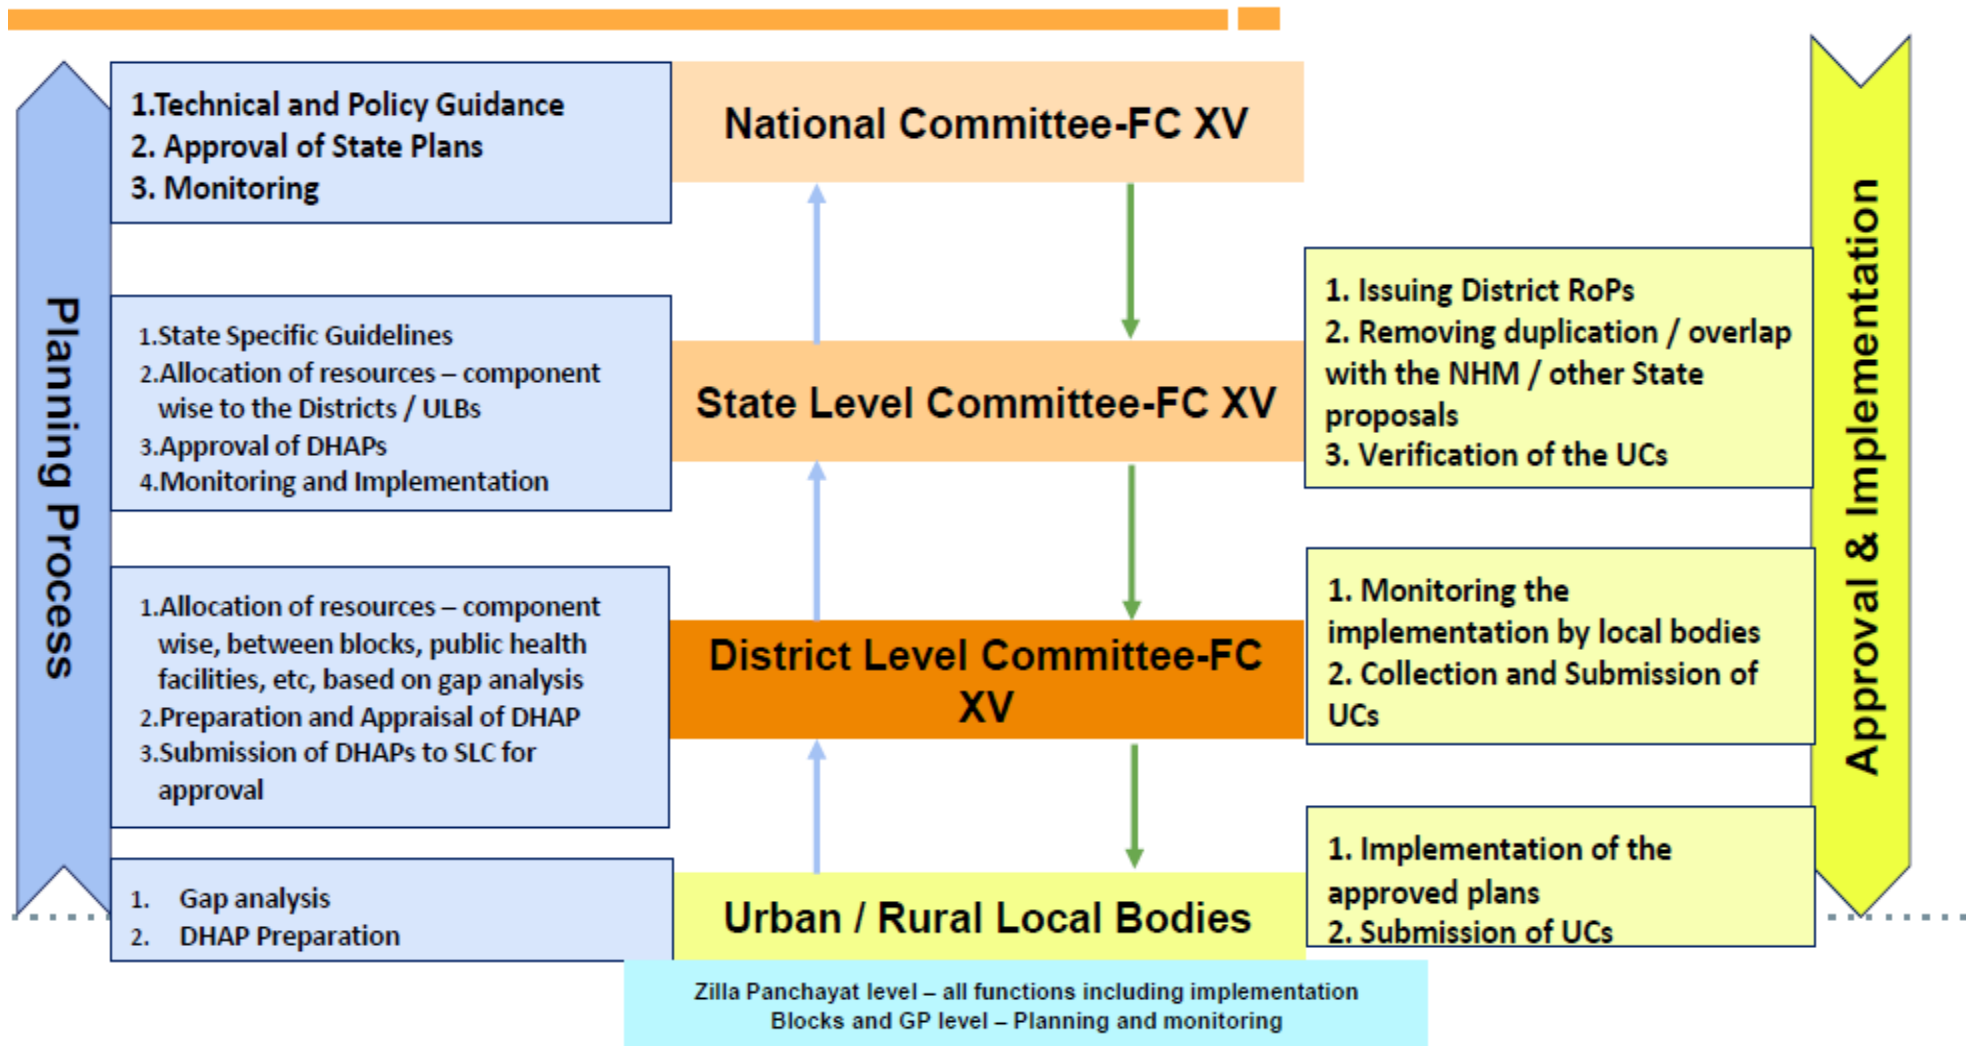 Planning Process
1.Technical and Policy Guidance
2. Approval of State Plans
3. Monitoring
National Committee-FC XV
1.State Specific Guidelines
2.Allocation of resources – component
wise to the Districts / ULBs
3.Approval of DHAPs
4.Monitoring and Implementation
State Level Committee-FC XV
1. Issuing District RoPs
2. Removing duplication / overlap
with the NHM / other State
proposals
3. Verification of the UCs
1.Allocation of resources – component
wise, between blocks, public health
facilities, etc, based on gap analysis
2.Preparation and Appraisal of DHAP
3.Submission of DHAPs to SLC for
approval
District Level Committee-FC
XV
1. Monitoring the
implementation by local bodies
2. Collection and Submission of
UCs
1. Gap analysis
2. DHAP Preparation
Urban / Rural Local Bodies
1. Implementation of the
approved plans
2. Submission of UCs
Zilla Panchayat level – all functions including implementation
Blocks and GP level – Planning and monitoring
Approval & Implementation